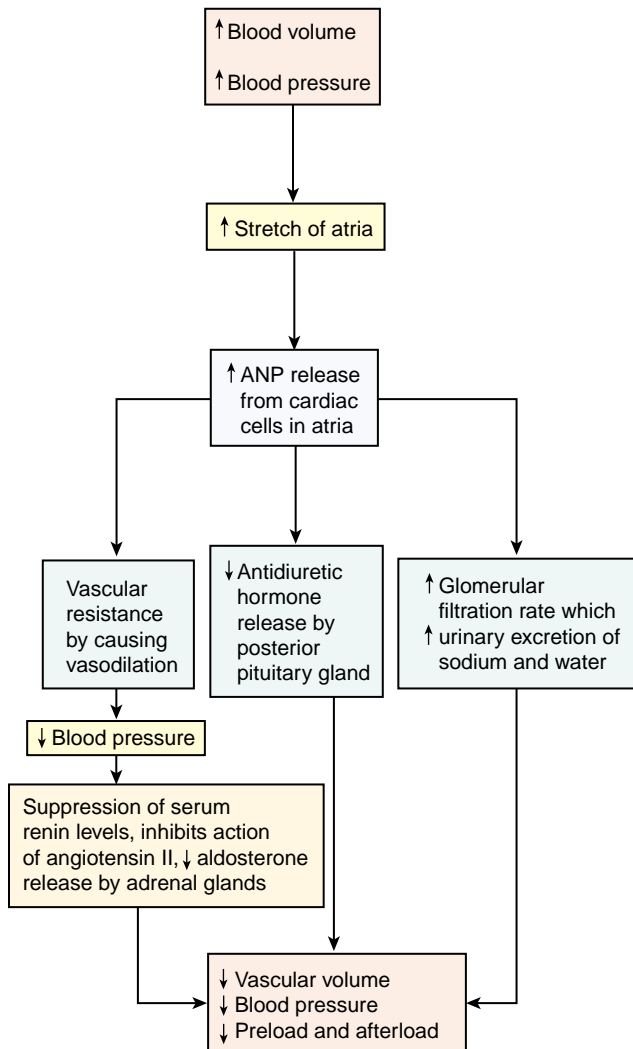 ↑ Blood volume
↑ Blood pressure
↑ Stretch of atria
↑ ANP release
from cardiac
cells in atria
Vascular
resistance
by causing
vasodilation
↓ Antidiuretic
hormone
release by
posterior
pituitary gland
↑ Glomerular
filtration rate which
↑ urinary excretion of
sodium and water
↓ Blood pressure
Suppression of serum
renin levels, inhibits action
of angiotensin II, ↓ aldosterone
release by adrenal glands
↓ Vascular volume
↓ Blood pressure
↓ Preload and afterload